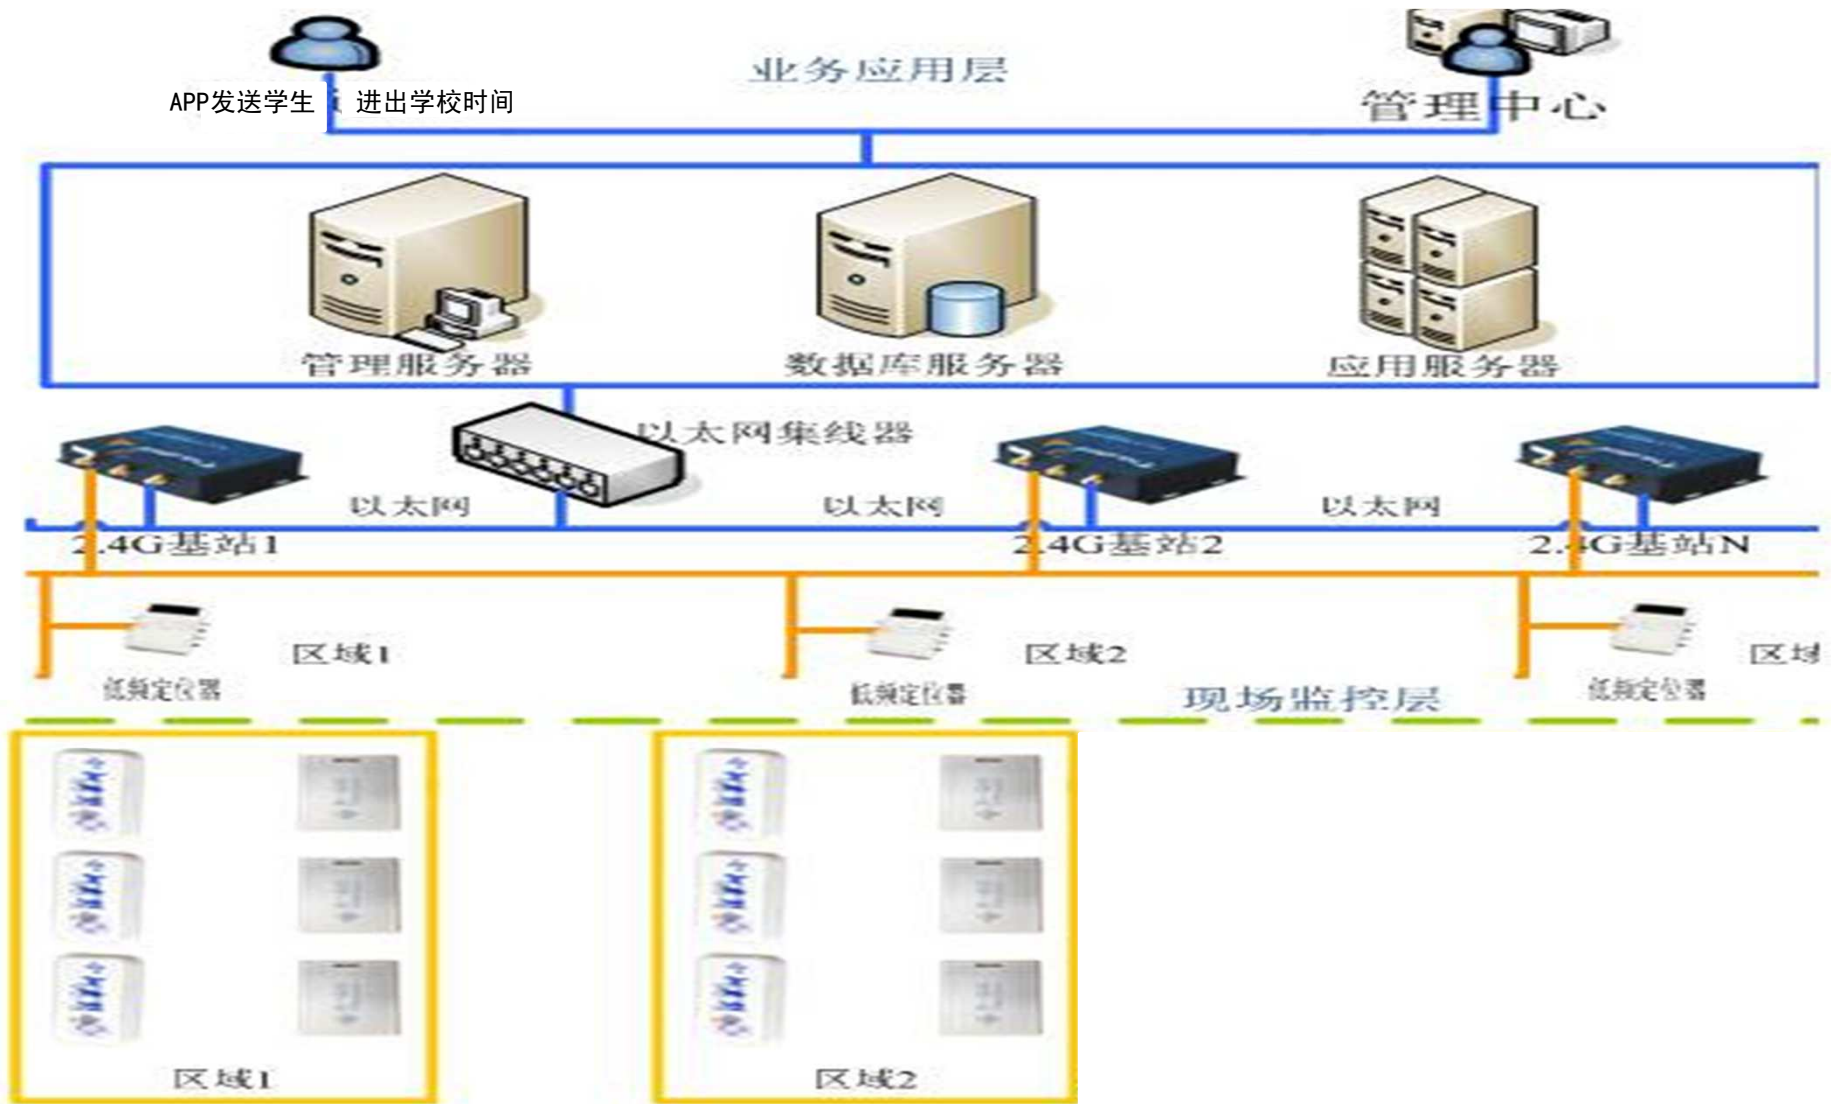 业务应用层
APP发送学生 进出学校时间
管理中心
管理服务器
数据库服务器
应用服务器
以太网集线器
以太网
以太网
以太网
2.4G基站1
2.4G基站2
2.4G基站N
区域1
区域2
区域
低频定位器
低频定位器
低频定位器
现场监控层
区域1
区域2